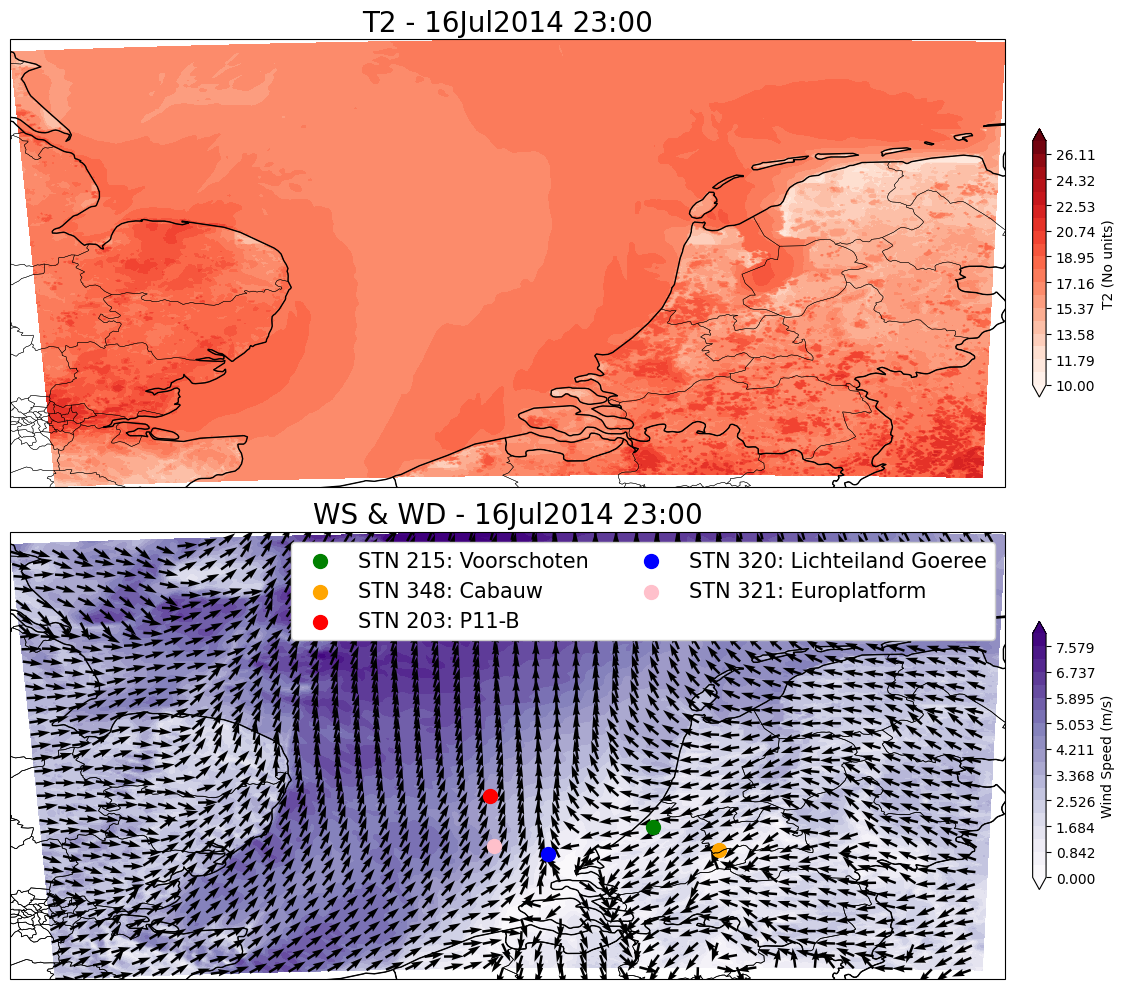 T2 - 16Jul2014 23:00
26.11
24.32
22.53
20.74
18.95
17.16
15.37
13.58
11.79
10.00
T2 (No units)
WS & WD - 16Jul2014 23:00
STN 215: Voorschoten
STN 348: Cabauw
STN 203: P11-B
STN 320: Lichteiland Goeree
STN 321: Europlatform
7.579
6.737
5.895
5.053
4.211
3.368
2.526
1.684
0.842
0.000
Wind Speed (m/s)